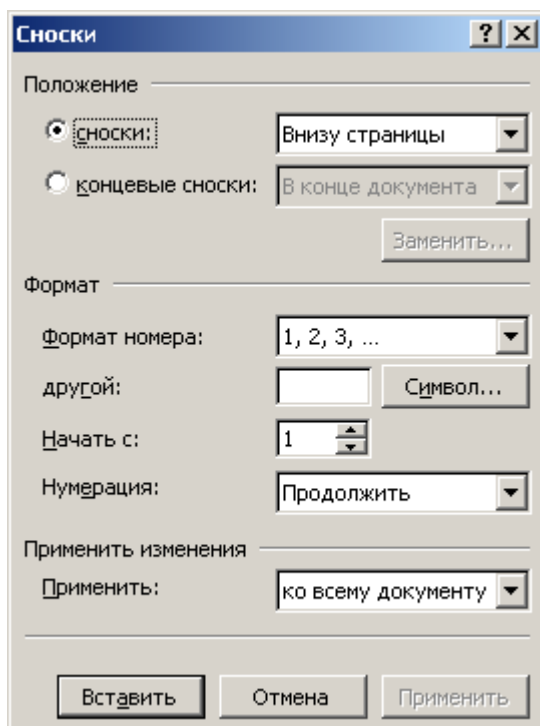 Сноски
Положение
сноски: Внизу страницы
концевые сноски: В конце документа
Заменить...
Формат
Формат номера: 1, 2, 3, ...
другой: Символ...
Начать с: 1
Нумерация: Продолжить
Применить изменения
Применить: ко всему документу
Вставить Отмена Применить